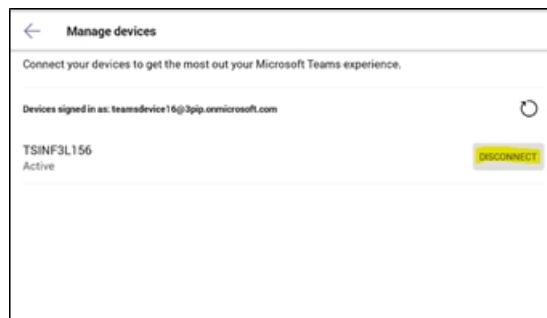 Manage devices
Connect your devices to get the most out your Microsoft Teams experience.
Devices signed in as: teamsdevice16@3pip.onmicrosoft.com
TSINF3L156
DISCONNECT
Active